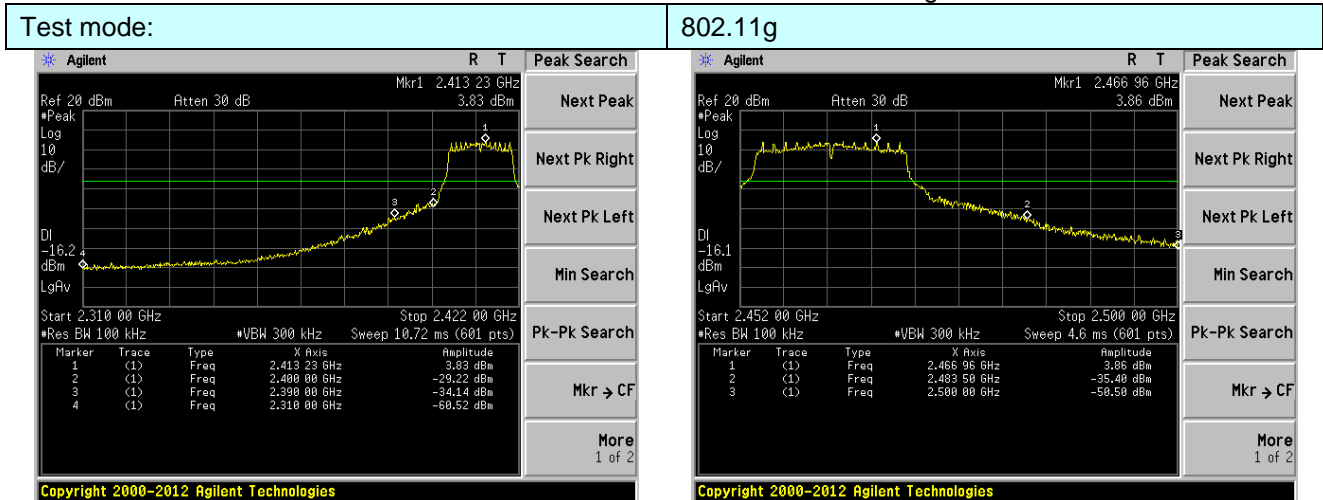 Test mode: 802.11g
Agilent R T Peak Search
Mkr1 2.413 23 GHz
Ref 20 dBm Atten 30 dB 3.83 dBm
#Peak
Log
10
dB/
1
2
3
4
DI
-16.2
dBm
LgAv
Start 2.310 00 GHz Stop 2.422 00 GHz
#Res BW 100 kHz #VBW 300 kHz Sweep 10.72 ms (601 pts)
Marker Trace Type X Axis Amplitude
1 (1) Freq 2.413 23 GHz 3.83 dBm
2 (1) Freq 2.400 00 GHz -29.22 dBm
3 (1) Freq 2.390 00 GHz -34.14 dBm
4 (1) Freq 2.310 00 GHz -60.52 dBm
Next Peak
Next Pk Right
Next Pk Left
Min Search
Pk-Pk Search
Mkr → CF
More
1 of 2
Copyright 2000-2012 Agilent Technologies
Agilent R T Peak Search
Mkr1 2.466 96 GHz
Ref 20 dBm Atten 30 dB 3.86 dBm
#Peak
Log
10
dB/
1
2
3
DI
-16.1
dBm
LgAv
Start 2.452 00 GHz Stop 2.500 00 GHz
#Res BW 100 kHz #VBW 300 kHz Sweep 4.6 ms (601 pts)
Marker Trace Type X Axis Amplitude
1 (1) Freq 2.466 96 GHz 3.86 dBm
2 (1) Freq 2.483 50 GHz -35.40 dBm
3 (1) Freq 2.500 00 GHz -50.50 dBm
Next Peak
Next Pk Right
Next Pk Left
Min Search
Pk-Pk Search
Mkr → CF
More
1 of 2
Copyright 2000-2012 Agilent Technologies